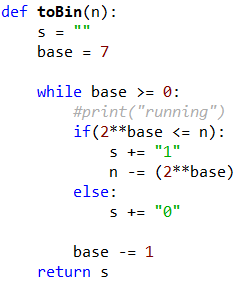 def toBin(n):
    s = ""
    base = 7

    while base >= 0:
        #print("running")
        if(2**base <= n):
            s += "1"
            n -= (2**base)
        else:
            s += "0"

        base -= 1
    return s